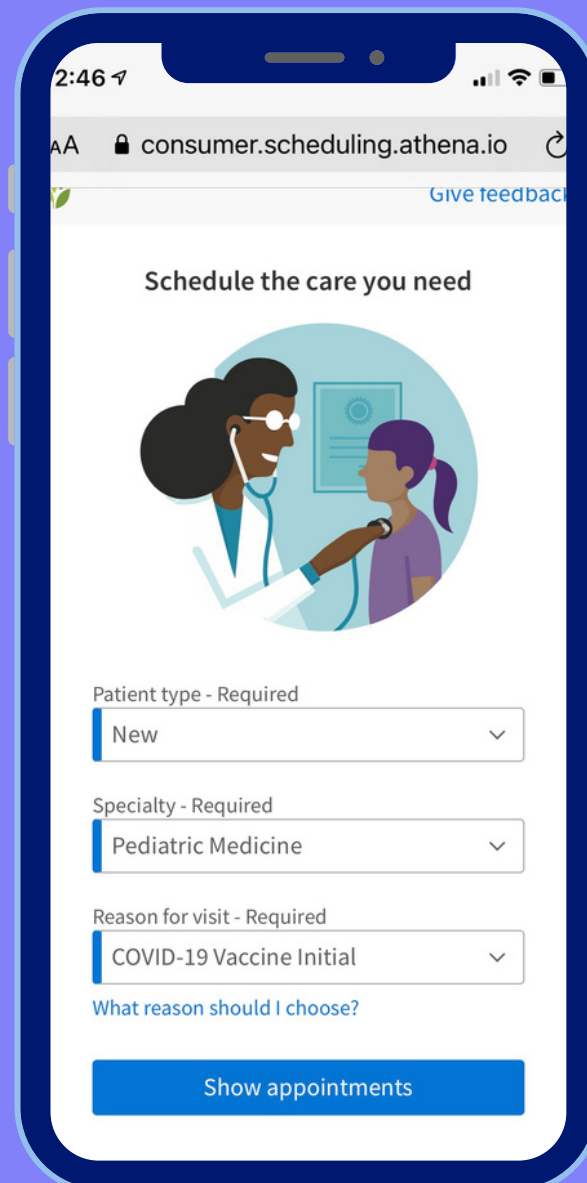 2:46
AA consumer.scheduling.athena.io
Give feedback
Schedule the care you need
Patient type - Required
New
Specialty - Required
Pediatric Medicine
Reason for visit - Required
COVID-19 Vaccine Initial
What reason should I choose?
Show appointments